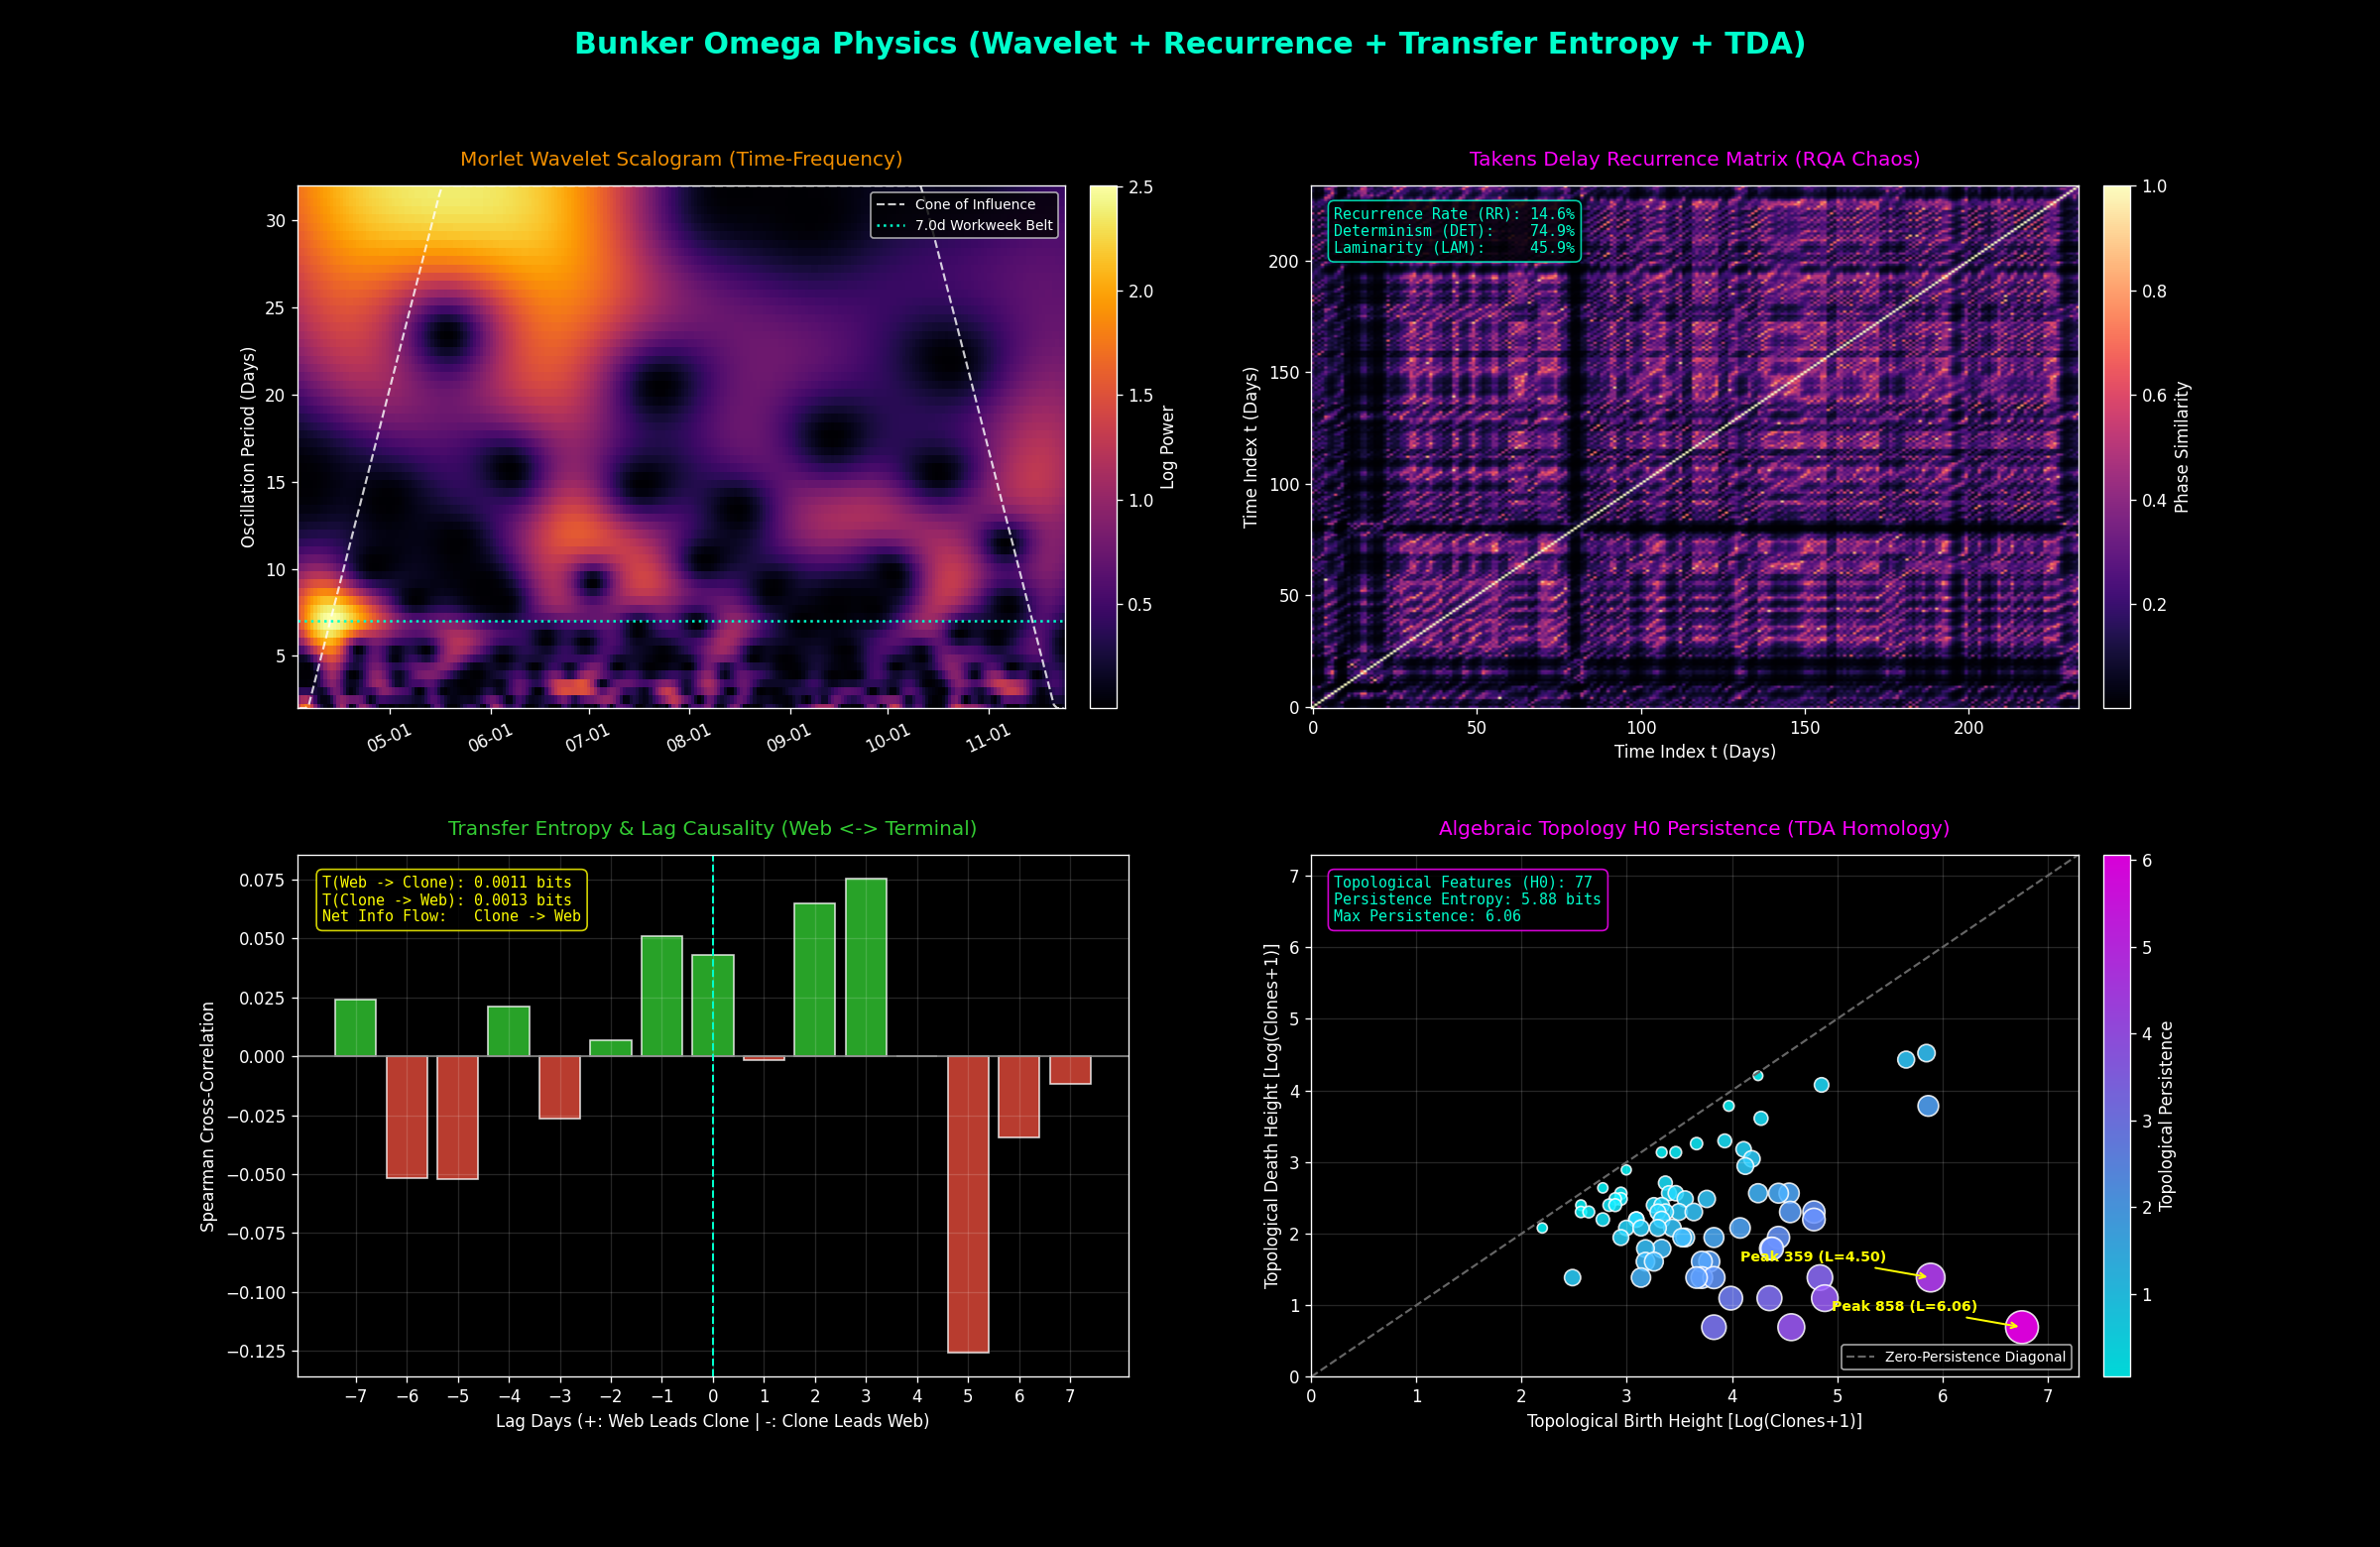 Bunker Omega Physics (Wavelet + Recurrence + Transfer Entropy + TDA)
Morlet Wavelet Scalogram (Time-Frequency)
Cone of Influence
7.0d Workweek Belt
Oscillation Period (Days)
30
25
20
15
10
5
05-01
06-01
07-01
08-01
09-01
10-01
11-01
2.5
2.0
1.5
1.0
0.5
Log Power
Takens Delay Recurrence Matrix (RQA Chaos)
Recurrence Rate (RR): 14.6%
Determinism (DET): 74.9%
Laminarity (LAM): 45.9%
Time Index t (Days)
200
150
100
50
0
0
50
100
150
200
Time Index t (Days)
1.0
0.8
0.6
0.4
0.2
Phase Similarity
Transfer Entropy & Lag Causality (Web <-> Terminal)
T(Web -> Clone): 0.0011 bits
T(Clone -> Web): 0.0013 bits
Net Info Flow: Clone -> Web
Spearman Cross-Correlation
0.075
0.050
0.025
0.000
−0.025
−0.050
−0.075
−0.100
−0.125
−7
−6
−5
−4
−3
−2
−1
0
1
2
3
4
5
6
7
Lag Days (+: Web Leads Clone | -: Clone Leads Web)
Algebraic Topology H0 Persistence (TDA Homology)
Topological Features (H0): 77
Persistence Entropy: 5.88 bits
Max Persistence: 6.06
Topological Death Height [Log(Clones+1)]
7
6
5
4
3
2
1
0
Peak 359 (L=4.50)
Peak 858 (L=6.06)
Zero-Persistence Diagonal
0
1
2
3
4
5
6
7
Topological Birth Height [Log(Clones+1)]
6
5
4
3
2
1
Topological Persistence